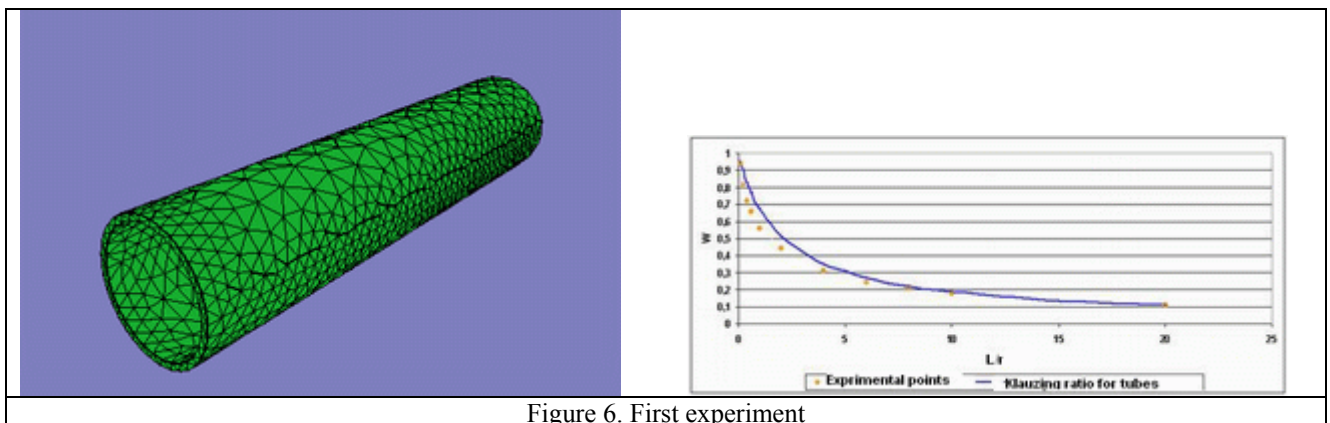 1
0,9
0,8
0,7
0,6
0,5
0,4
0,3
0,2
0,1
0
W
0 5 10 15 20 25
L/r
Exprimental points Klauzing ratio for tubes
Figure 6. First experiment